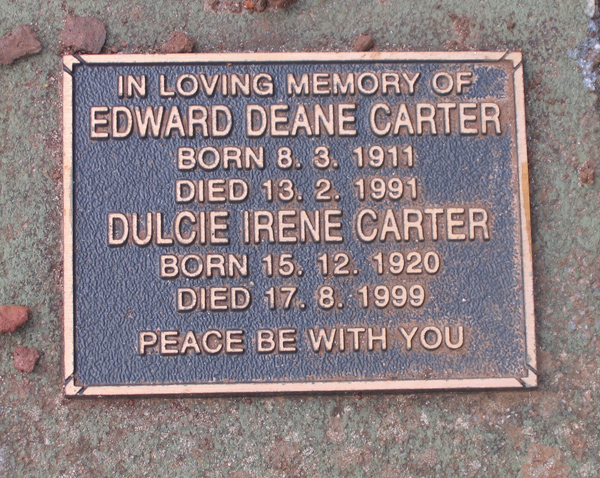 IN LOVING MEMORY OF
EDWARD DEANE CARTER
BORN 8. 3. 1911
DIED 13. 2. 1991
DULCIE IRENE CARTER
BORN 15. 12. 1920
DIED 17. 8. 1999
PEACE BE WITH YOU